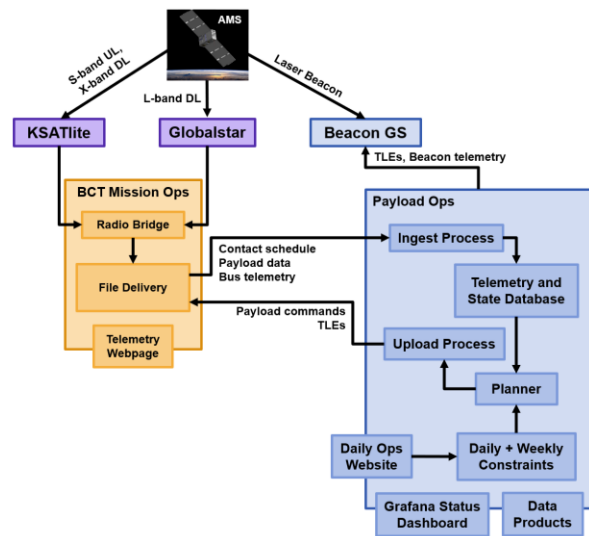 AMS
S-band UL,
X-band DL
L-band DL
Laser Beacon
KSATlite
Globalstar
Beacon GS
TLEs, Beacon telemetry
BCT Mission Ops
Radio Bridge
File Delivery
Telemetry
Webpage
Contact schedule
Payload data
Bus telemetry
Payload commands
TLEs
Payload Ops
Ingest Process
Telemetry and
State Database
Upload Process
Planner
Daily Ops
Website
Daily + Weekly
Constraints
Grafana Status
Dashboard
Data
Products